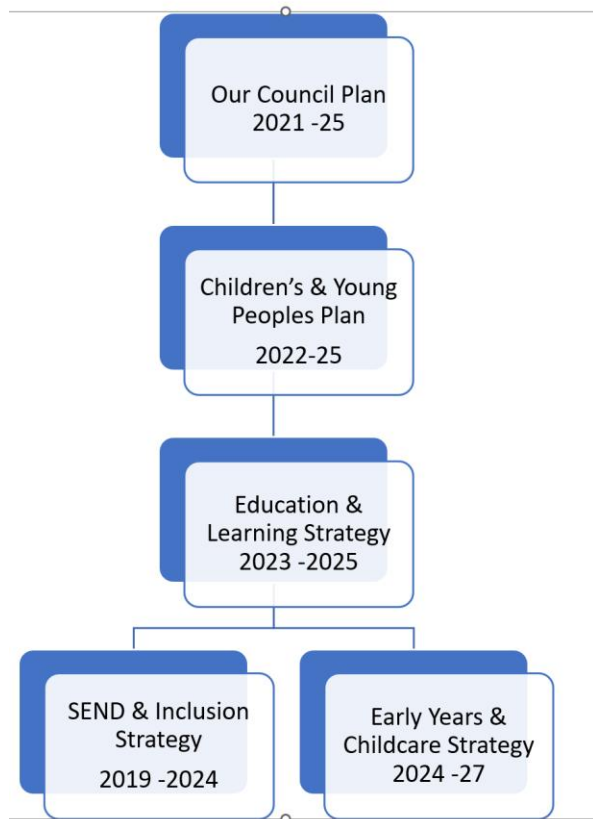 Our Council Plan
2021 -25
Children's & Young
Peoples Plan
2022-25
Education &
Learning Strategy
2023 -2025
SEND & Inclusion
Strategy
2019 -2024
Early Years &
Childcare Strategy
2024 -27